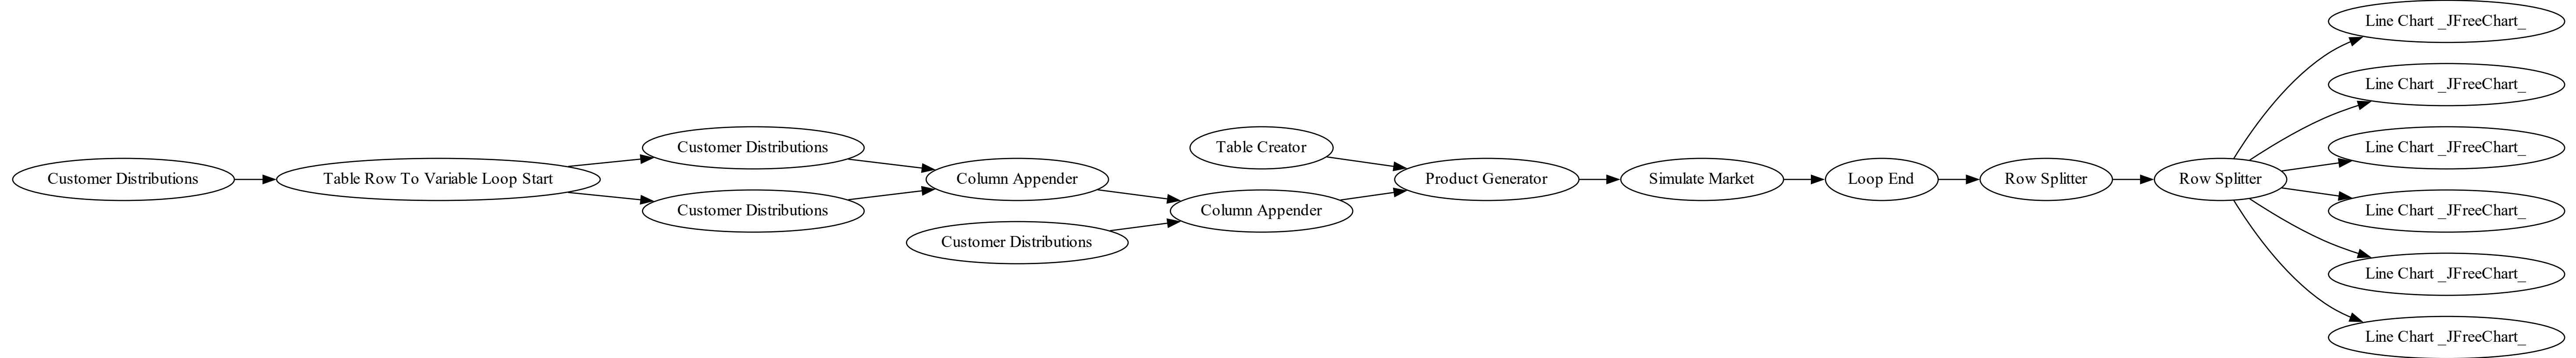 Customer Distributions
Table Row To Variable Loop Start
Customer Distributions
Customer Distributions
Column Appender
Customer Distributions
Table Creator
Column Appender
Product Generator
Simulate Market
Loop End
Row Splitter
Row Splitter
Line Chart _JFreeChart_
Line Chart _JFreeChart_
Line Chart _JFreeChart_
Line Chart _JFreeChart_
Line Chart _JFreeChart_
Line Chart _JFreeChart_